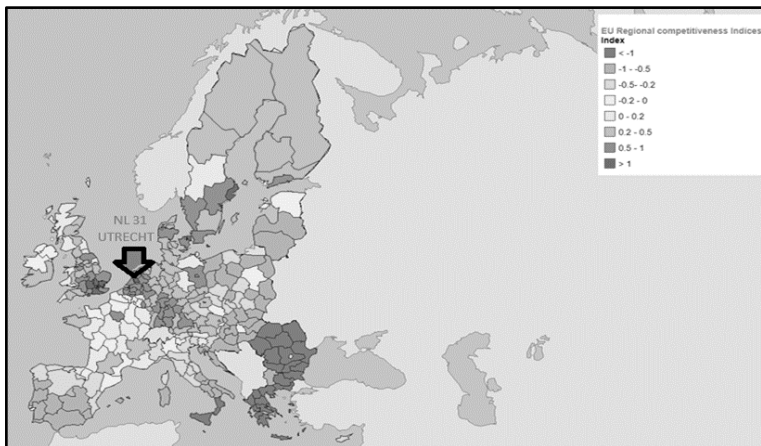 EU Regional competitiveness Indices
Index
< -1
-1 - -0.5
-0.5- -0.2
-0.2 - 0
0 - 0.2
0.2 - 0.5
0.5 - 1
> 1
NL 31
UTRECHT